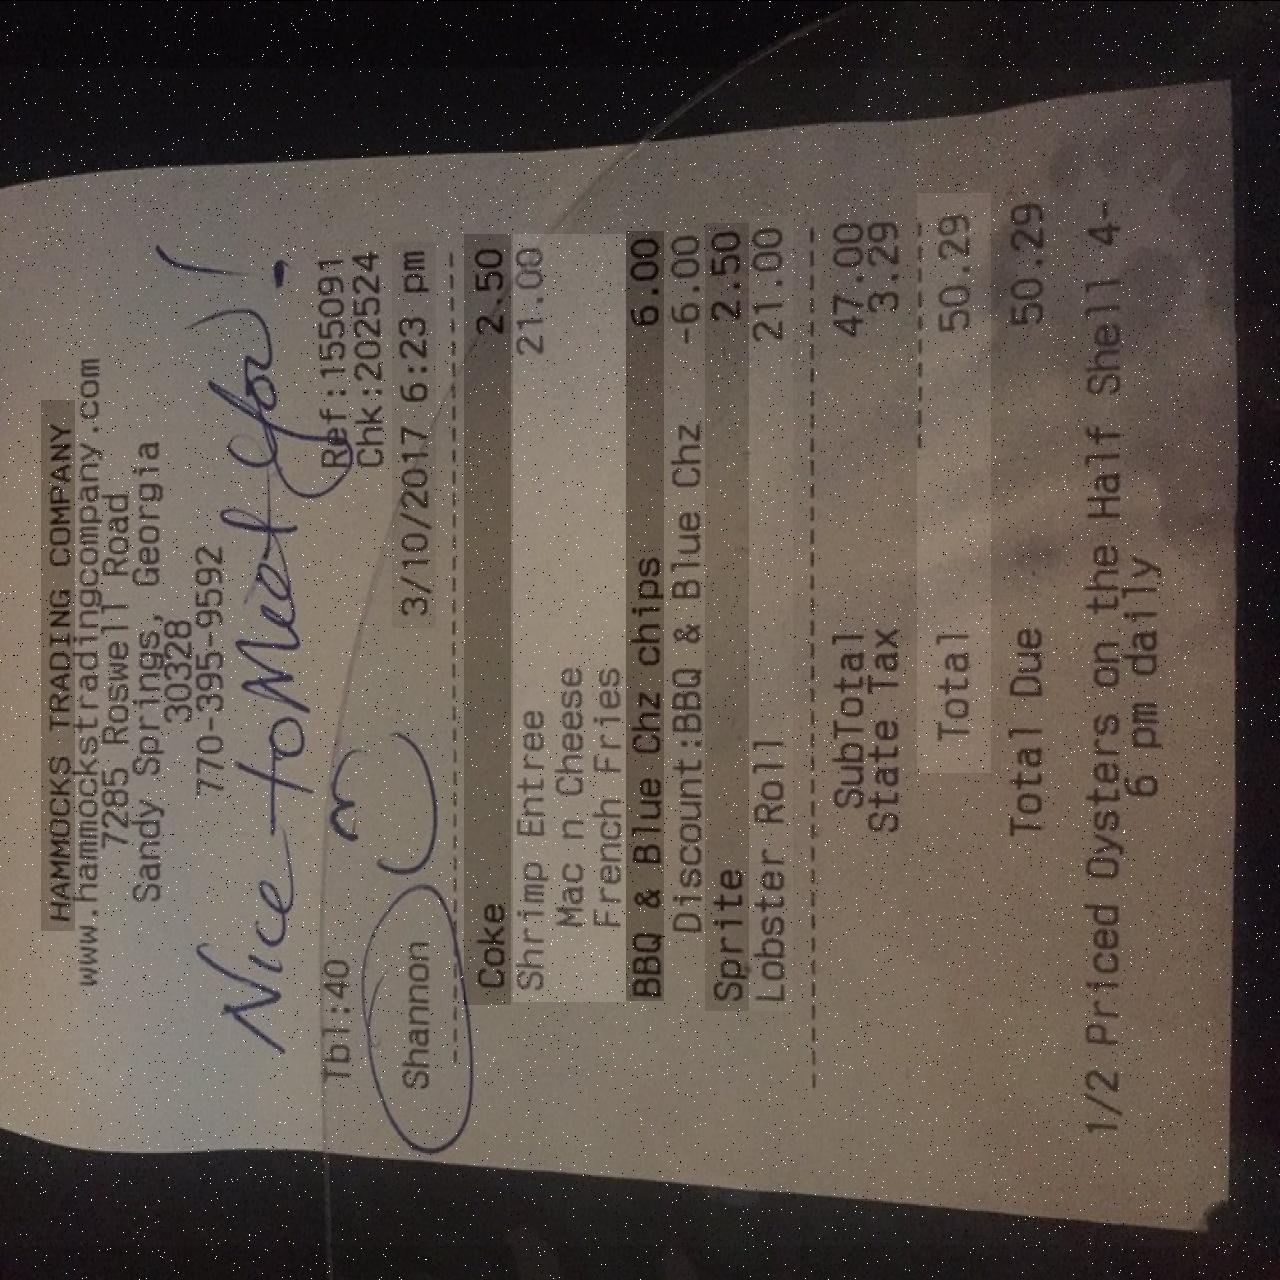 HAMMOCKS TRADING COMPANY
www.hammockstradingcompany.com
7285 Roswell Road
Sandy Springs, Georgia
30328
770-395-9592
Nice to Meet you!
Ref:155091
Tbl:40 Chk:202524
Shannon 3/10/2017 6:23 pm
Coke 2.50
Shrimp Entree 21.00
Mac n Cheese
French Fries
BBQ & Blue Chz chips 6.00
Discount:BBQ & Blue Chz -6.00
Sprite 2.50
Lobster Roll 21.00
SubTotal 47.00
State Tax 3.29
Total 50.29
Total Due 50.29
1/2 Priced Oysters on the Half Shell 4-
6 pm daily